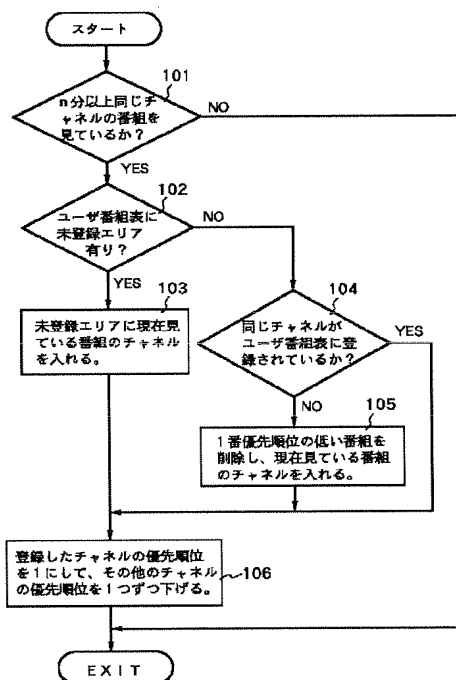 スタート
101
n分以上同じチ
ャネルの番組を
見ているか？
NO
YES
102
ユーザ番組表に
未登録エリア
有り？
NO
YES
103
未登録エリアに現在見
ている番組のチャネル
を入れる。
104
同じチャネルが
ユーザ番組表に登
録されているか？
YES
NO
105
1番優先順位の低い番組を
削除し、現在見ている番組
のチャネルを入れる。
登録したチャネルの優先順位
を1にして、その他のチャネル
の優先順位を1つずつ下げる。
106
EXIT